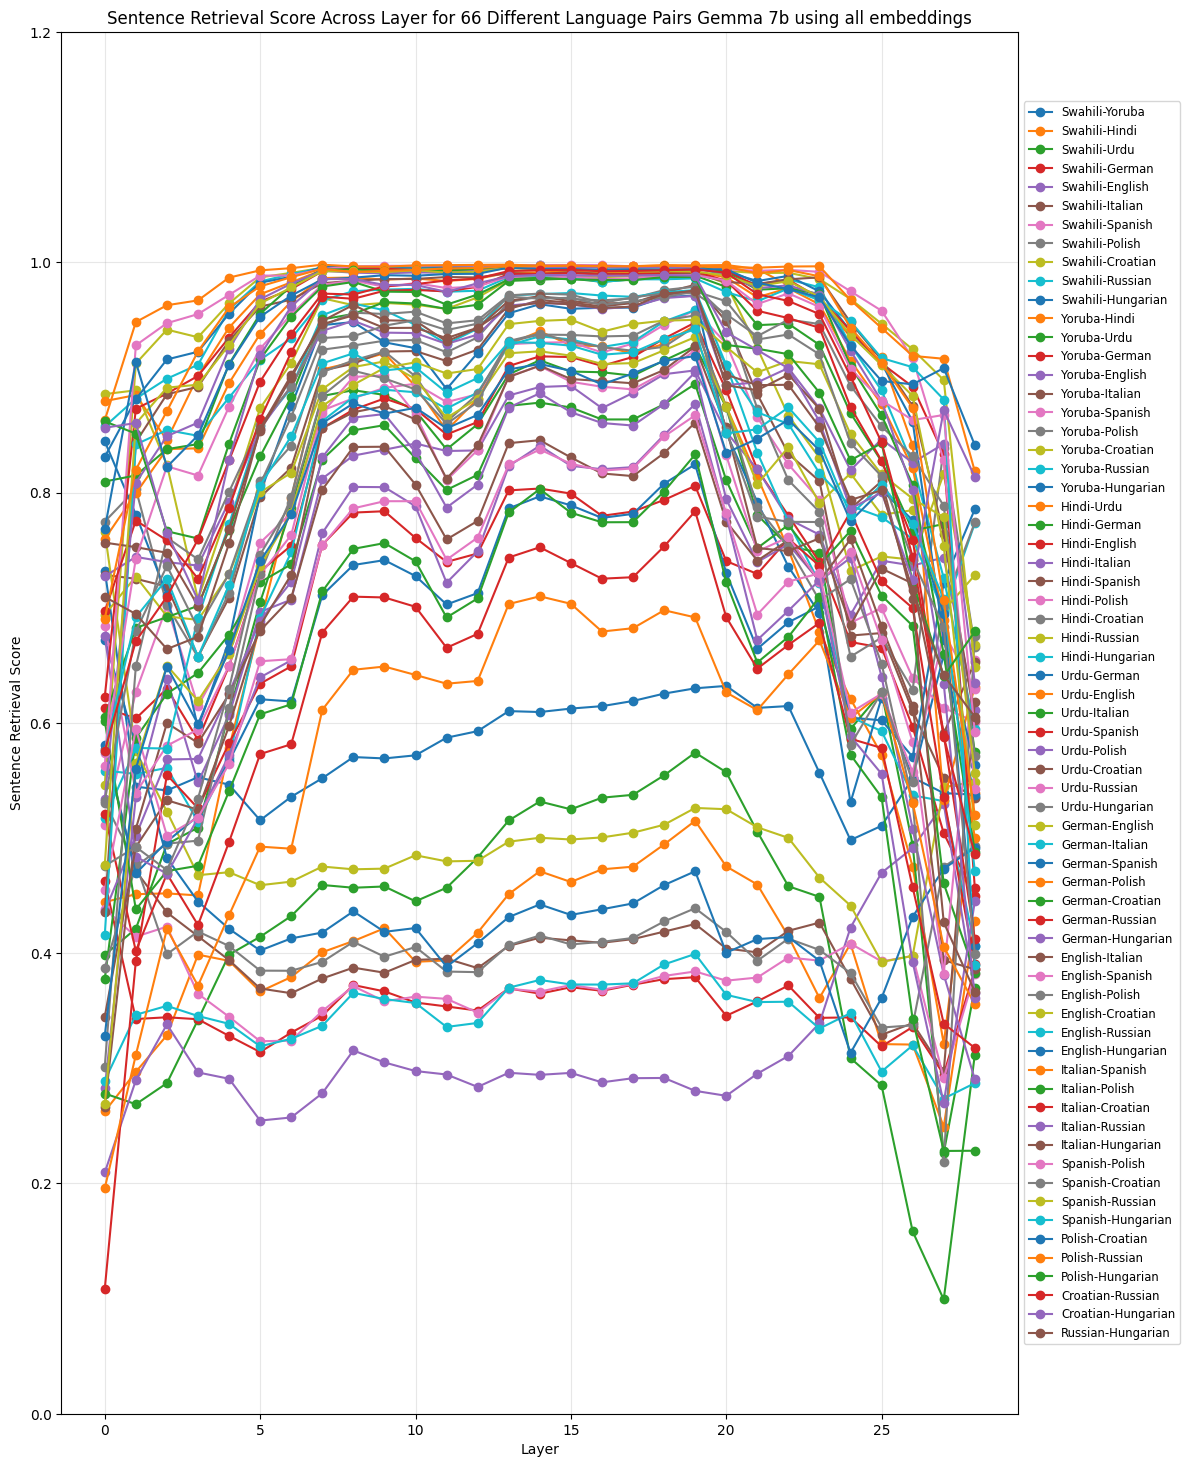 Sentence Retrieval Score Across Layer for 66 Different Language Pairs Gemma 7b using all embeddings
1.2
1.0
0.8
0.6
0.4
0.2
0.0
Sentence Retrieval Score
0 5 10 15 20 25
Layer
Swahili-Yoruba
Swahili-Hindi
Swahili-Urdu
Swahili-German
Swahili-English
Swahili-Italian
Swahili-Spanish
Swahili-Polish
Swahili-Croatian
Swahili-Russian
Swahili-Hungarian
Yoruba-Hindi
Yoruba-Urdu
Yoruba-German
Yoruba-English
Yoruba-Italian
Yoruba-Spanish
Yoruba-Polish
Yoruba-Croatian
Yoruba-Russian
Yoruba-Hungarian
Hindi-Urdu
Hindi-German
Hindi-English
Hindi-Italian
Hindi-Spanish
Hindi-Polish
Hindi-Croatian
Hindi-Russian
Hindi-Hungarian
Urdu-German
Urdu-English
Urdu-Italian
Urdu-Spanish
Urdu-Polish
Urdu-Croatian
Urdu-Russian
Urdu-Hungarian
German-English
German-Italian
German-Spanish
German-Polish
German-Croatian
German-Russian
German-Hungarian
English-Italian
English-Spanish
English-Polish
English-Croatian
English-Russian
English-Hungarian
Italian-Spanish
Italian-Polish
Italian-Croatian
Italian-Russian
Italian-Hungarian
Spanish-Polish
Spanish-Croatian
Spanish-Russian
Spanish-Hungarian
Polish-Croatian
Polish-Russian
Polish-Hungarian
Croatian-Russian
Croatian-Hungarian
Russian-Hungarian